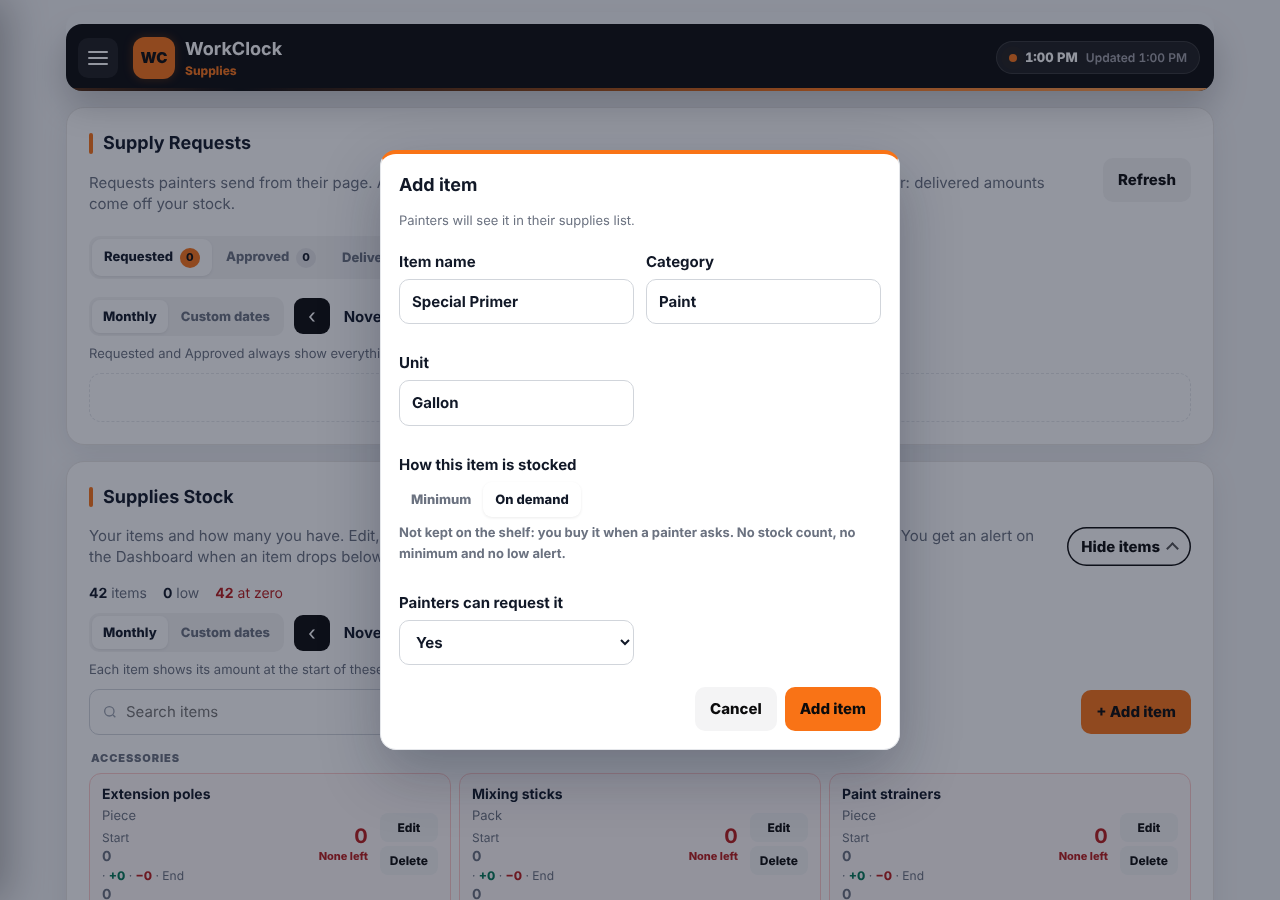 WC
WorkClock
Supplies
1:00 PM Updated 1:00 PM
Supply Requests
Requests painters send from their page. A
r: delivered amounts
come off your stock.
Refresh
Requested 0 Approved 0 Delive
Monthly Custom dates ‹ Nove
Requested and Approved always show everythi
Add item
Painters will see it in their supplies list.
Item name Category
Special Primer Paint
Unit
Gallon
How this item is stocked
Minimum On demand
Not kept on the shelf: you buy it when a painter asks. No stock count, no
minimum and no low alert.
Painters can request it
Yes
Cancel Add item
Supplies Stock
Your items and how many you have. Edit,
You get an alert on
the Dashboard when an item drops below
Hide items
42 items 0 low 42 at zero
Monthly Custom dates ‹ Nove
Each item shows its amount at the start of these
Search items
+ Add item
ACCESSORIES
Extension poles
Piece
Start
0
· +0 · −0 · End
0
0
None left
Edit
Delete
Mixing sticks
Pack
Start
0
· +0 · −0 · End
0
0
None left
Edit
Delete
Paint strainers
Piece
Start
0
· +0 · −0 · End
0
0
None left
Edit
Delete